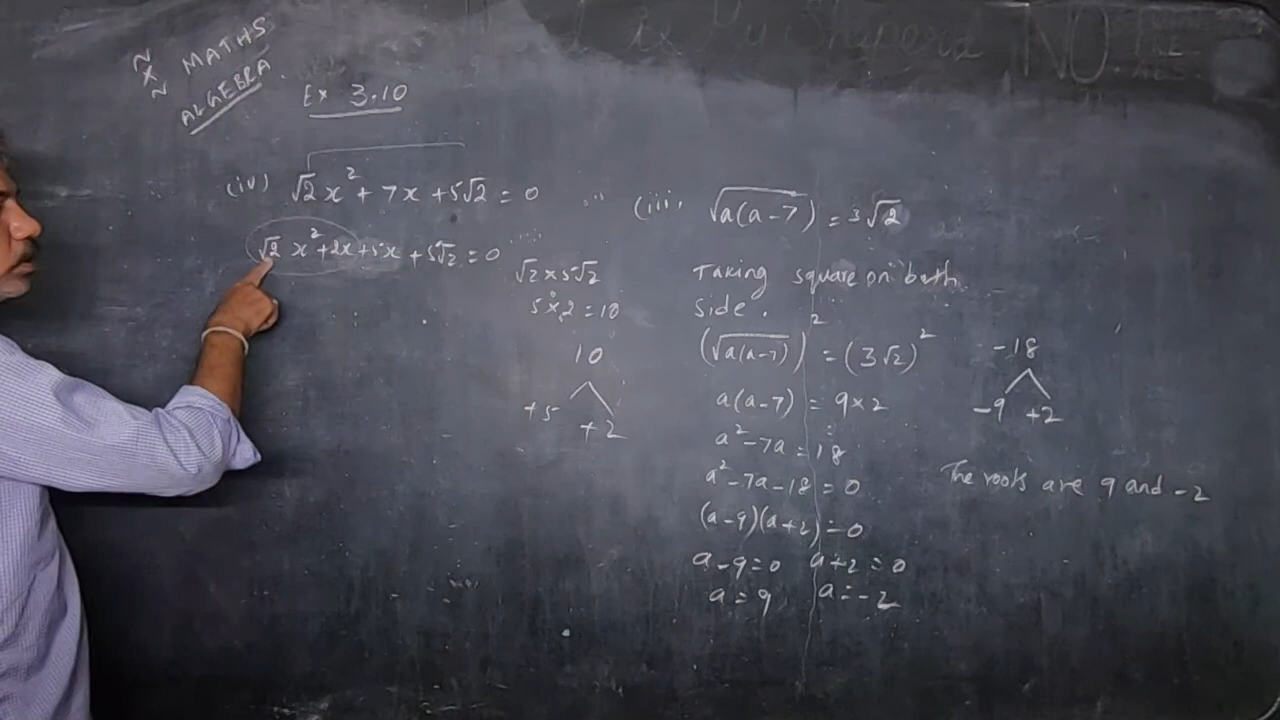 X MATHS
ALGEBRA.
Ex 3.10
(iv) √2 x² + 7x + 5√2 = 0
√2 x² + 2x + 5x + 5√2 = 0
√2 × 5√2
5 × 2 = 10
10
+5 +2
(iii) √a(a-7) = 3√2
Taking square on both
side.
(√a(a-7))² = (3√2)²
a(a-7) = 9×2
a²-7a = 18
a²-7a-18 = 0
(a-9)(a+2) = 0
a-9=0 a+2=0
a = 9 a = -2
-18
-9 +2
The roots are 9 and -2
NO.